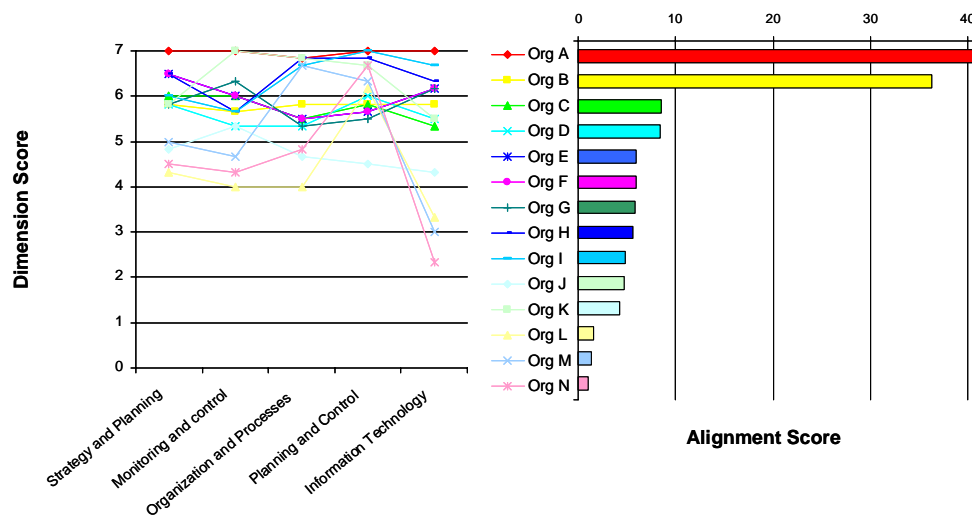 Dimension Score
7
6
5
4
3
2
1
0
Strategy and Planning
Monitoring and control
Organization and Processes
Planning and Control
Information Technology
Org A
Org B
Org C
Org D
Org E
Org F
Org G
Org H
Org I
Org J
Org K
Org L
Org M
Org N
0 10 20 30 40
Alignment Score